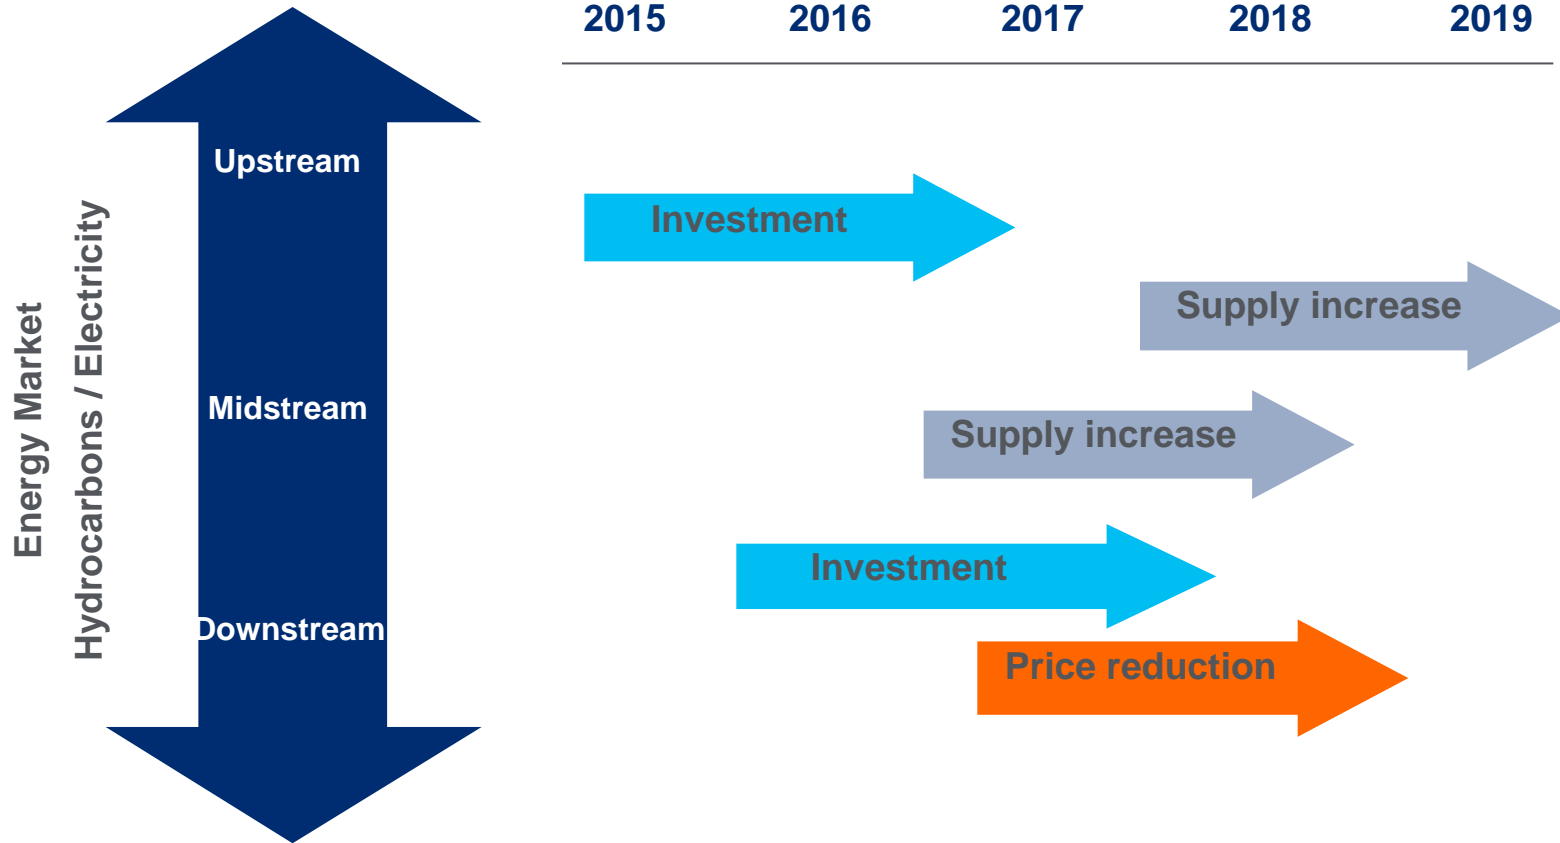 2015 2016 2017 2018 2019
Energy Market
Hydrocarbons / Electricity
Upstream
Investment
Supply increase
Midstream
Supply increase
Investment
Downstream
Price reduction